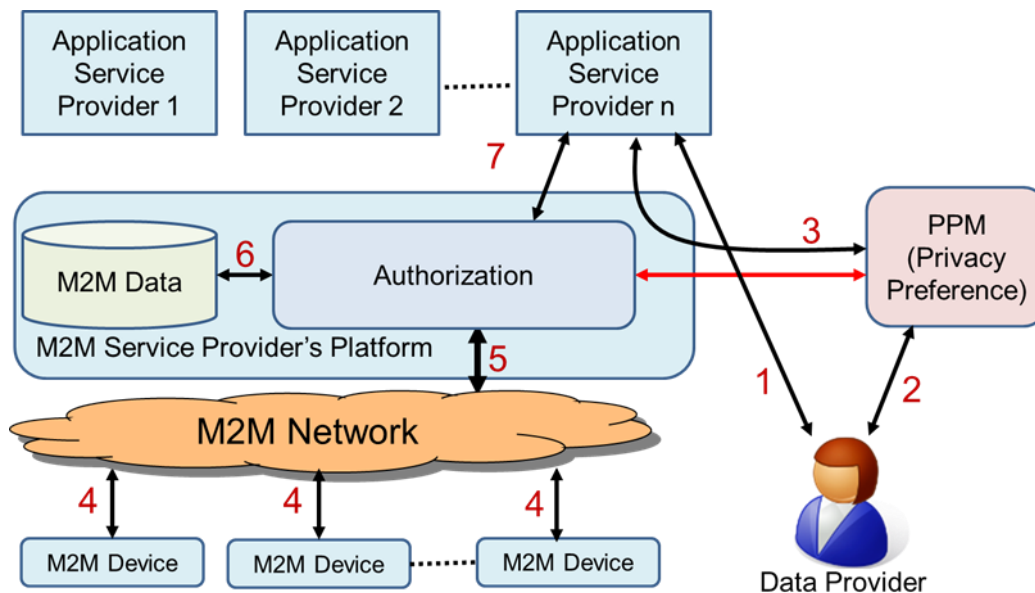 Application
Service
Provider 1
Application
Service
Provider 2
Application
Service
Provider n
7
3
PPM
(Privacy
Preference)
M2M Data
6
Authorization
M2M Service Provider's Platform
5
1
2
M2M Network
4
4
4
M2M Device
M2M Device
M2M Device
Data Provider